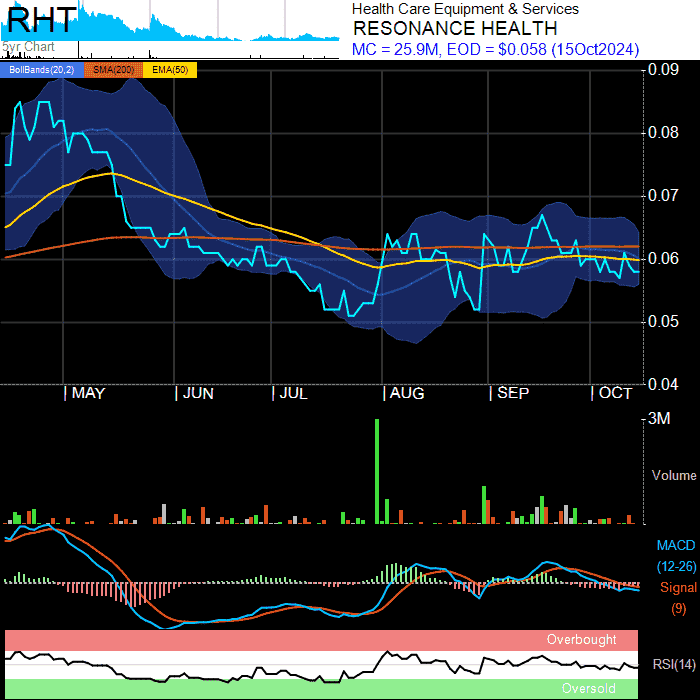 RHT
5yr Chart
Health Care Equipment & Services
RESONANCE HEALTH
MC = 25.9M, EOD = $0.058 (15Oct2024)
BollBands(20,2) SMA(200) EMA(50)
0.09
0.08
0.07
0.06
0.05
0.04
MAY JUN JUL AUG SEP OCT
3M
Volume
MACD
(12-26)
Signal
(9)
Overbought
RSI(14)
Oversold